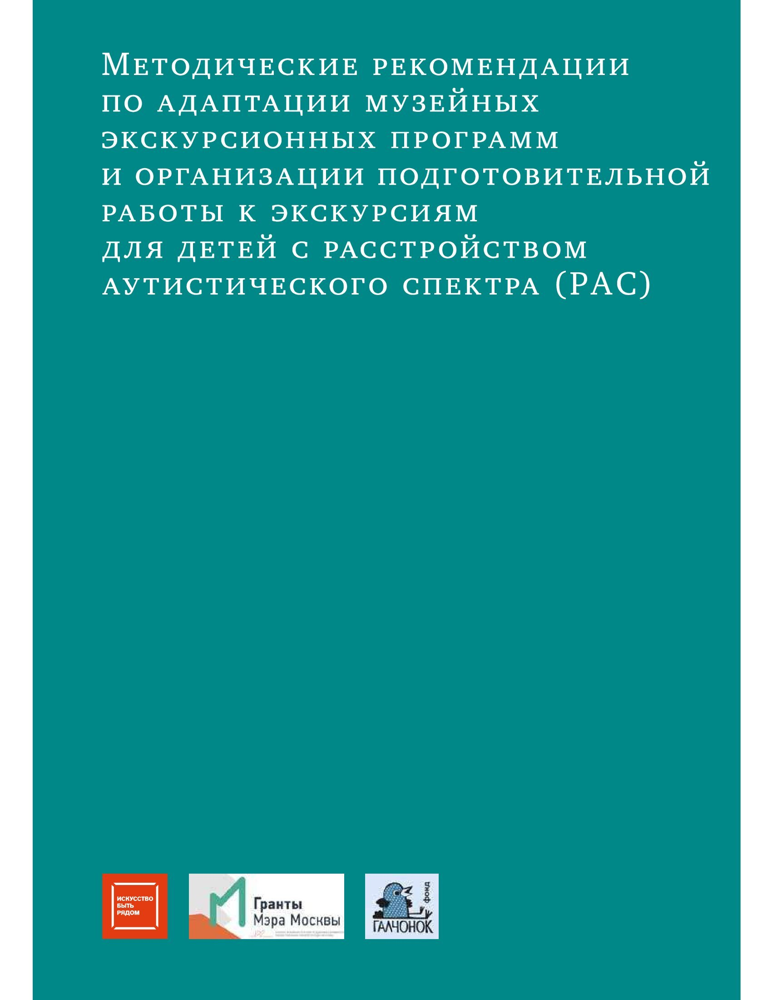 Методические рекомендации
по адаптации музейных
экскурсионных программ
и организации подготовительной
работы к экскурсиям
для детей с расстройством
аутистического спектра (РАС)
ИСКУССТВО
БЫТЬ
РЯДОМ
Гранты
Мэра Москвы
фонд
ГАЛЧОНОК